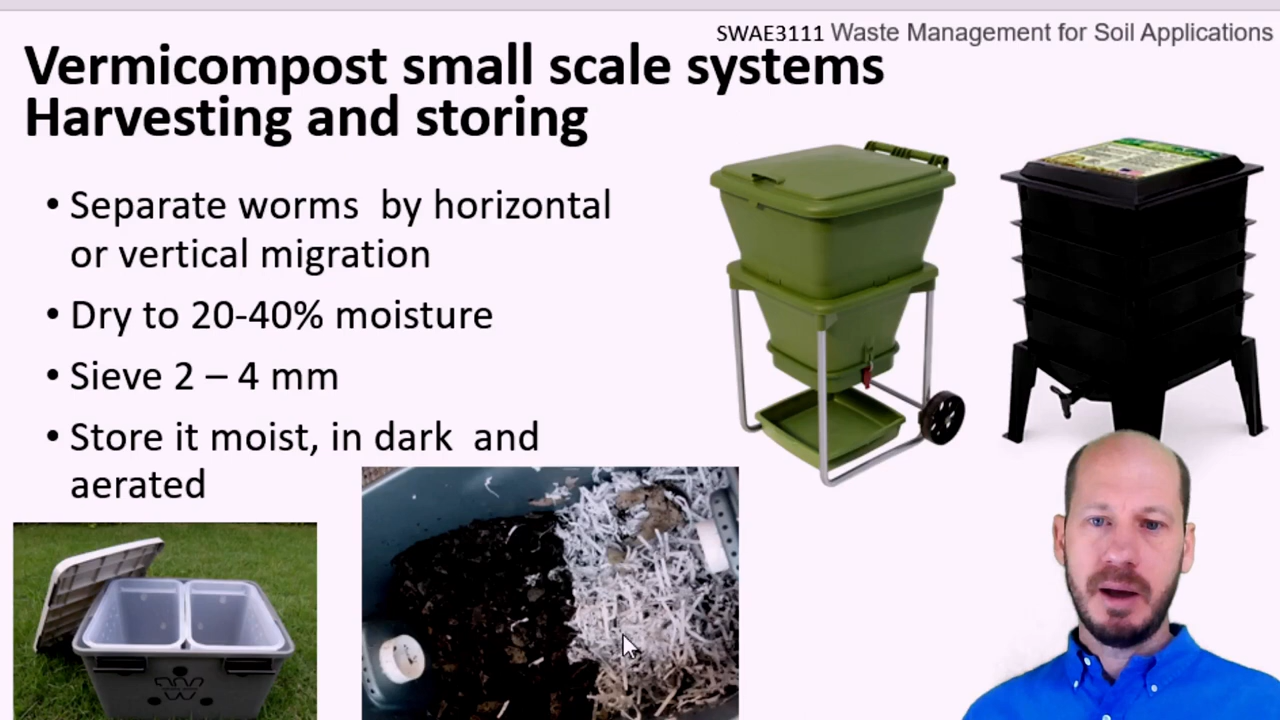 SWAE3111 Waste Management for Soil Applications
Vermicompost small scale systems
Harvesting and storing
• Separate worms by horizontal
or vertical migration
• Dry to 20-40% moisture
• Sieve 2 – 4 mm
• Store it moist, in dark and
aerated